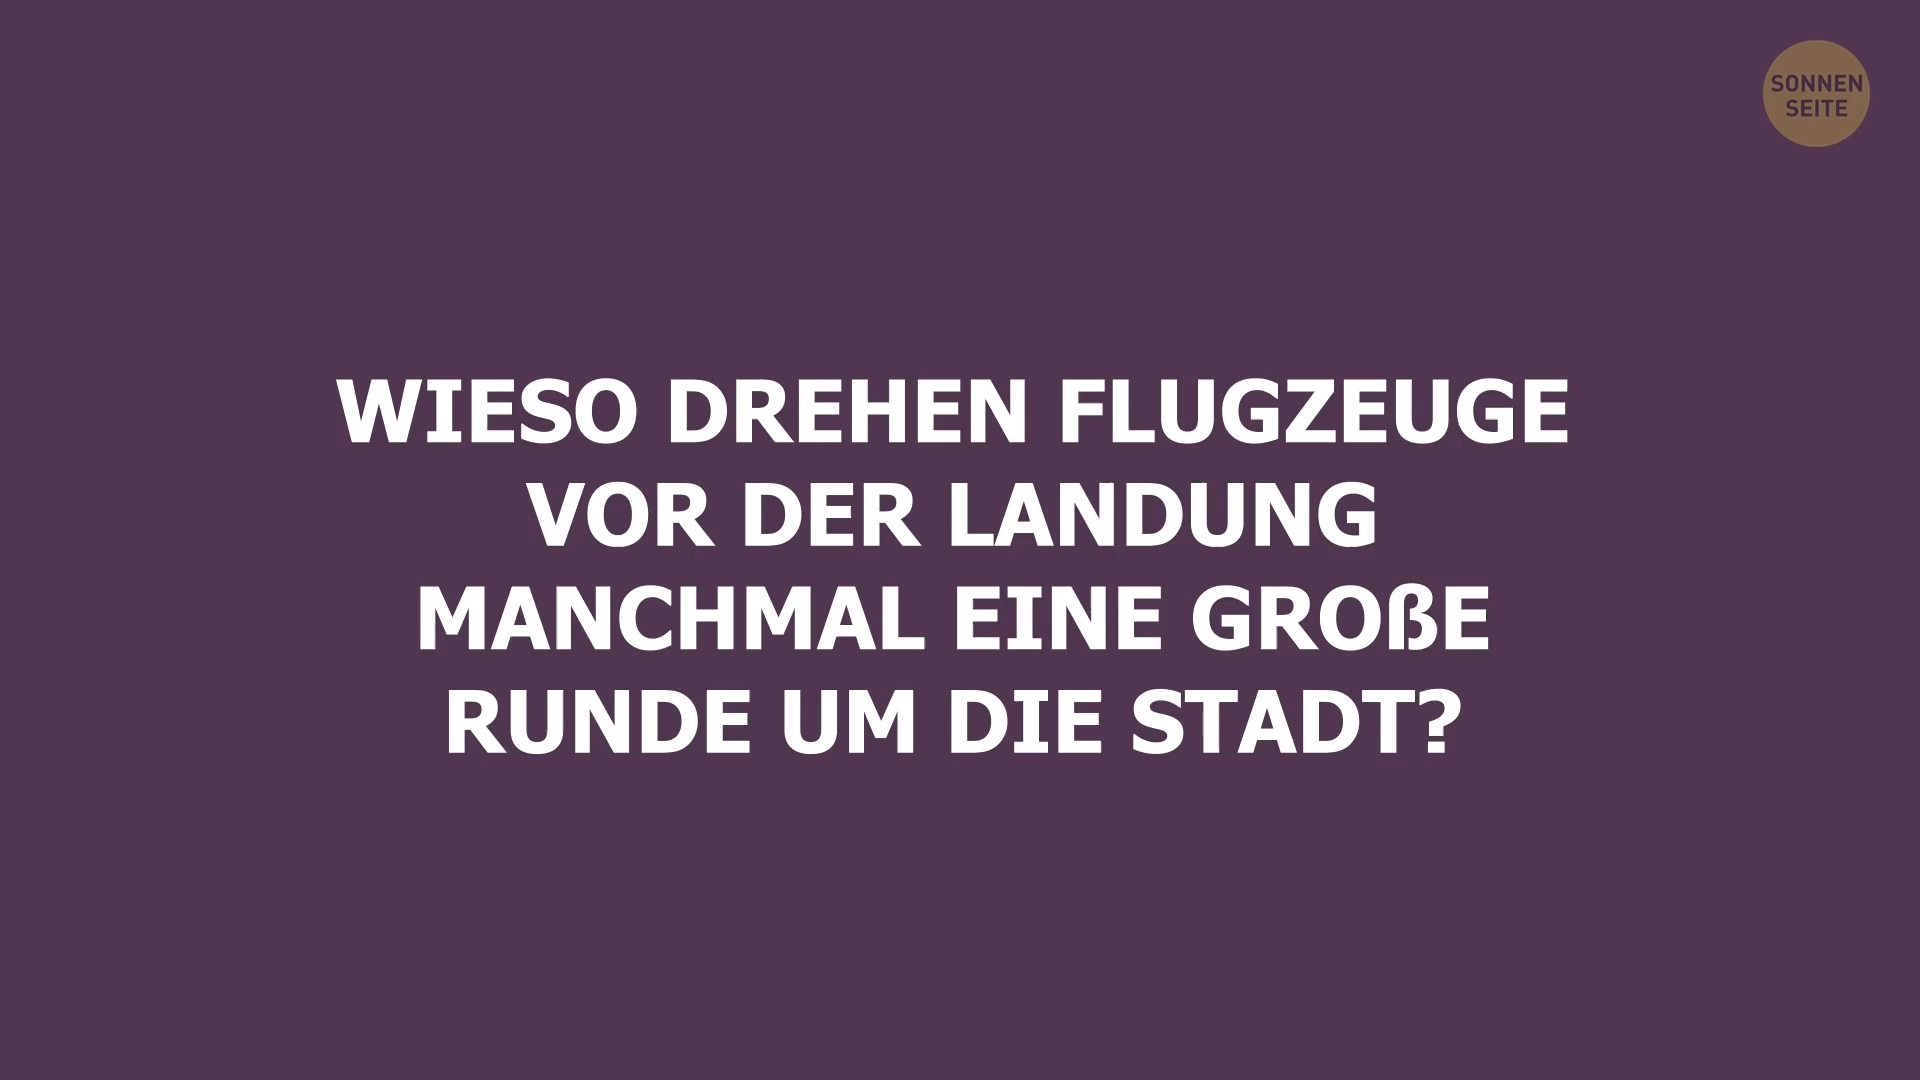 SONNEN
SEITE
WIESO DREHEN FLUGZEUGE
VOR DER LANDUNG
MANCHMAL EINE GROßE
RUNDE UM DIE STADT?